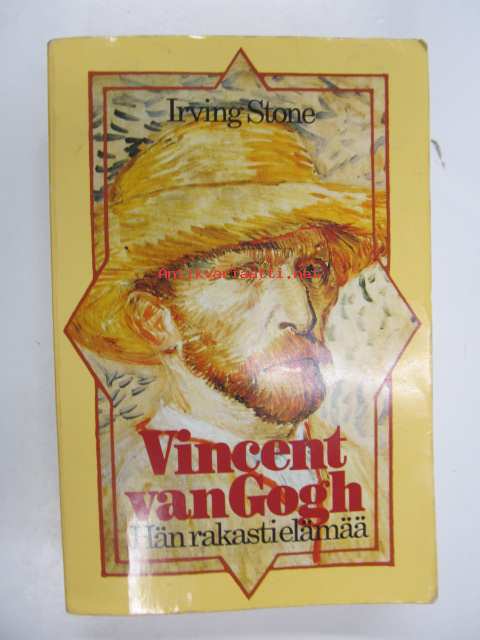 Irving Stone
Antikvariaatti.net
Vincent
van Gogh
Hän rakasti elämää